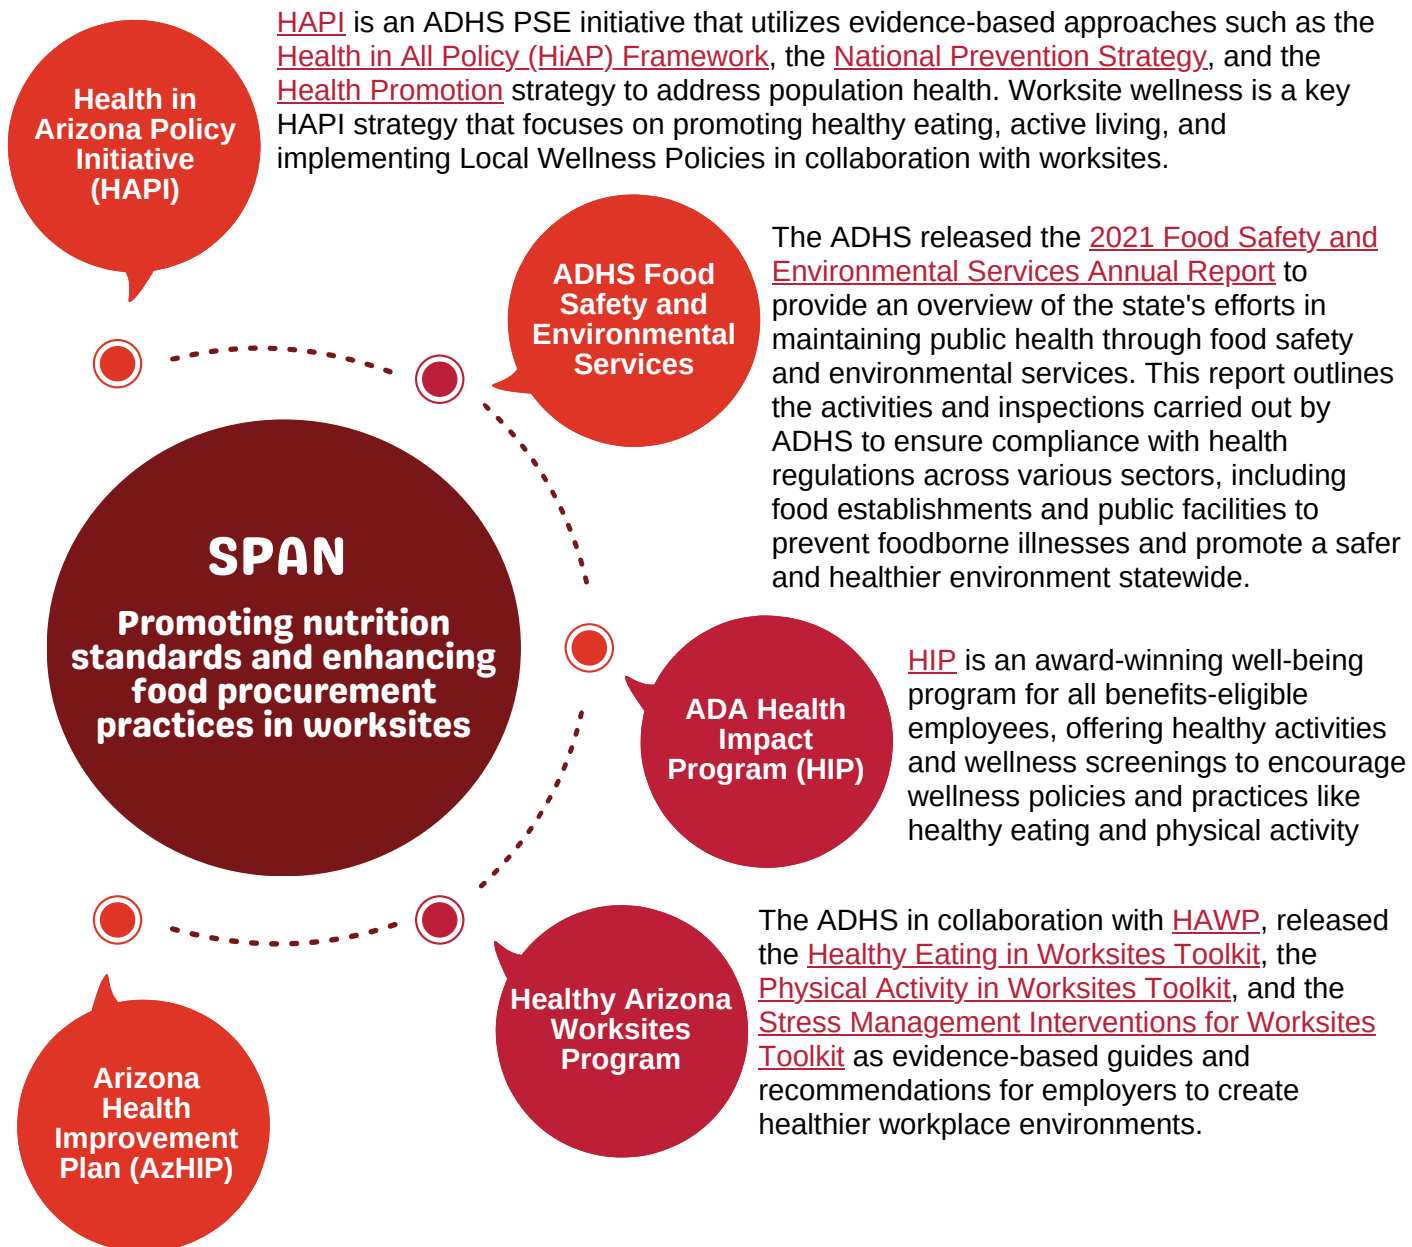 HAPI is an ADHS PSE initiative that utilizes evidence-based approaches such as the
Health in All Policy (HiAP) Framework, the National Prevention Strategy, and the
Health Promotion strategy to address population health. Worksite wellness is a key
HAPI strategy that focuses on promoting healthy eating, active living, and
implementing Local Wellness Policies in collaboration with worksites.
Health in
Arizona Policy
Initiative
(HAPI)
ADHS Food
Safety and
Environmental
Services
The ADHS released the 2021 Food Safety and
Environmental Services Annual Report to
provide an overview of the state's efforts in
maintaining public health through food safety
and environmental services. This report outlines
the activities and inspections carried out by
ADHS to ensure compliance with health
regulations across various sectors, including
food establishments and public facilities to
prevent foodborne illnesses and promote a safer
and healthier environment statewide.
SPAN
Promoting nutrition
standards and enhancing
food procurement
practices in worksites
ADA Health
Impact
Program (HIP)
HIP is an award-winning well-being
program for all benefits-eligible
employees, offering healthy activities
and wellness screenings to encourage
wellness policies and practices like
healthy eating and physical activity
Healthy Arizona
Worksites
Program
The ADHS in collaboration with HAWP, released
the Healthy Eating in Worksites Toolkit, the
Physical Activity in Worksites Toolkit, and the
Stress Management Interventions for Worksites
Toolkit as evidence-based guides and
recommendations for employers to create
healthier workplace environments.
Arizona
Health
Improvement
Plan (AzHIP)